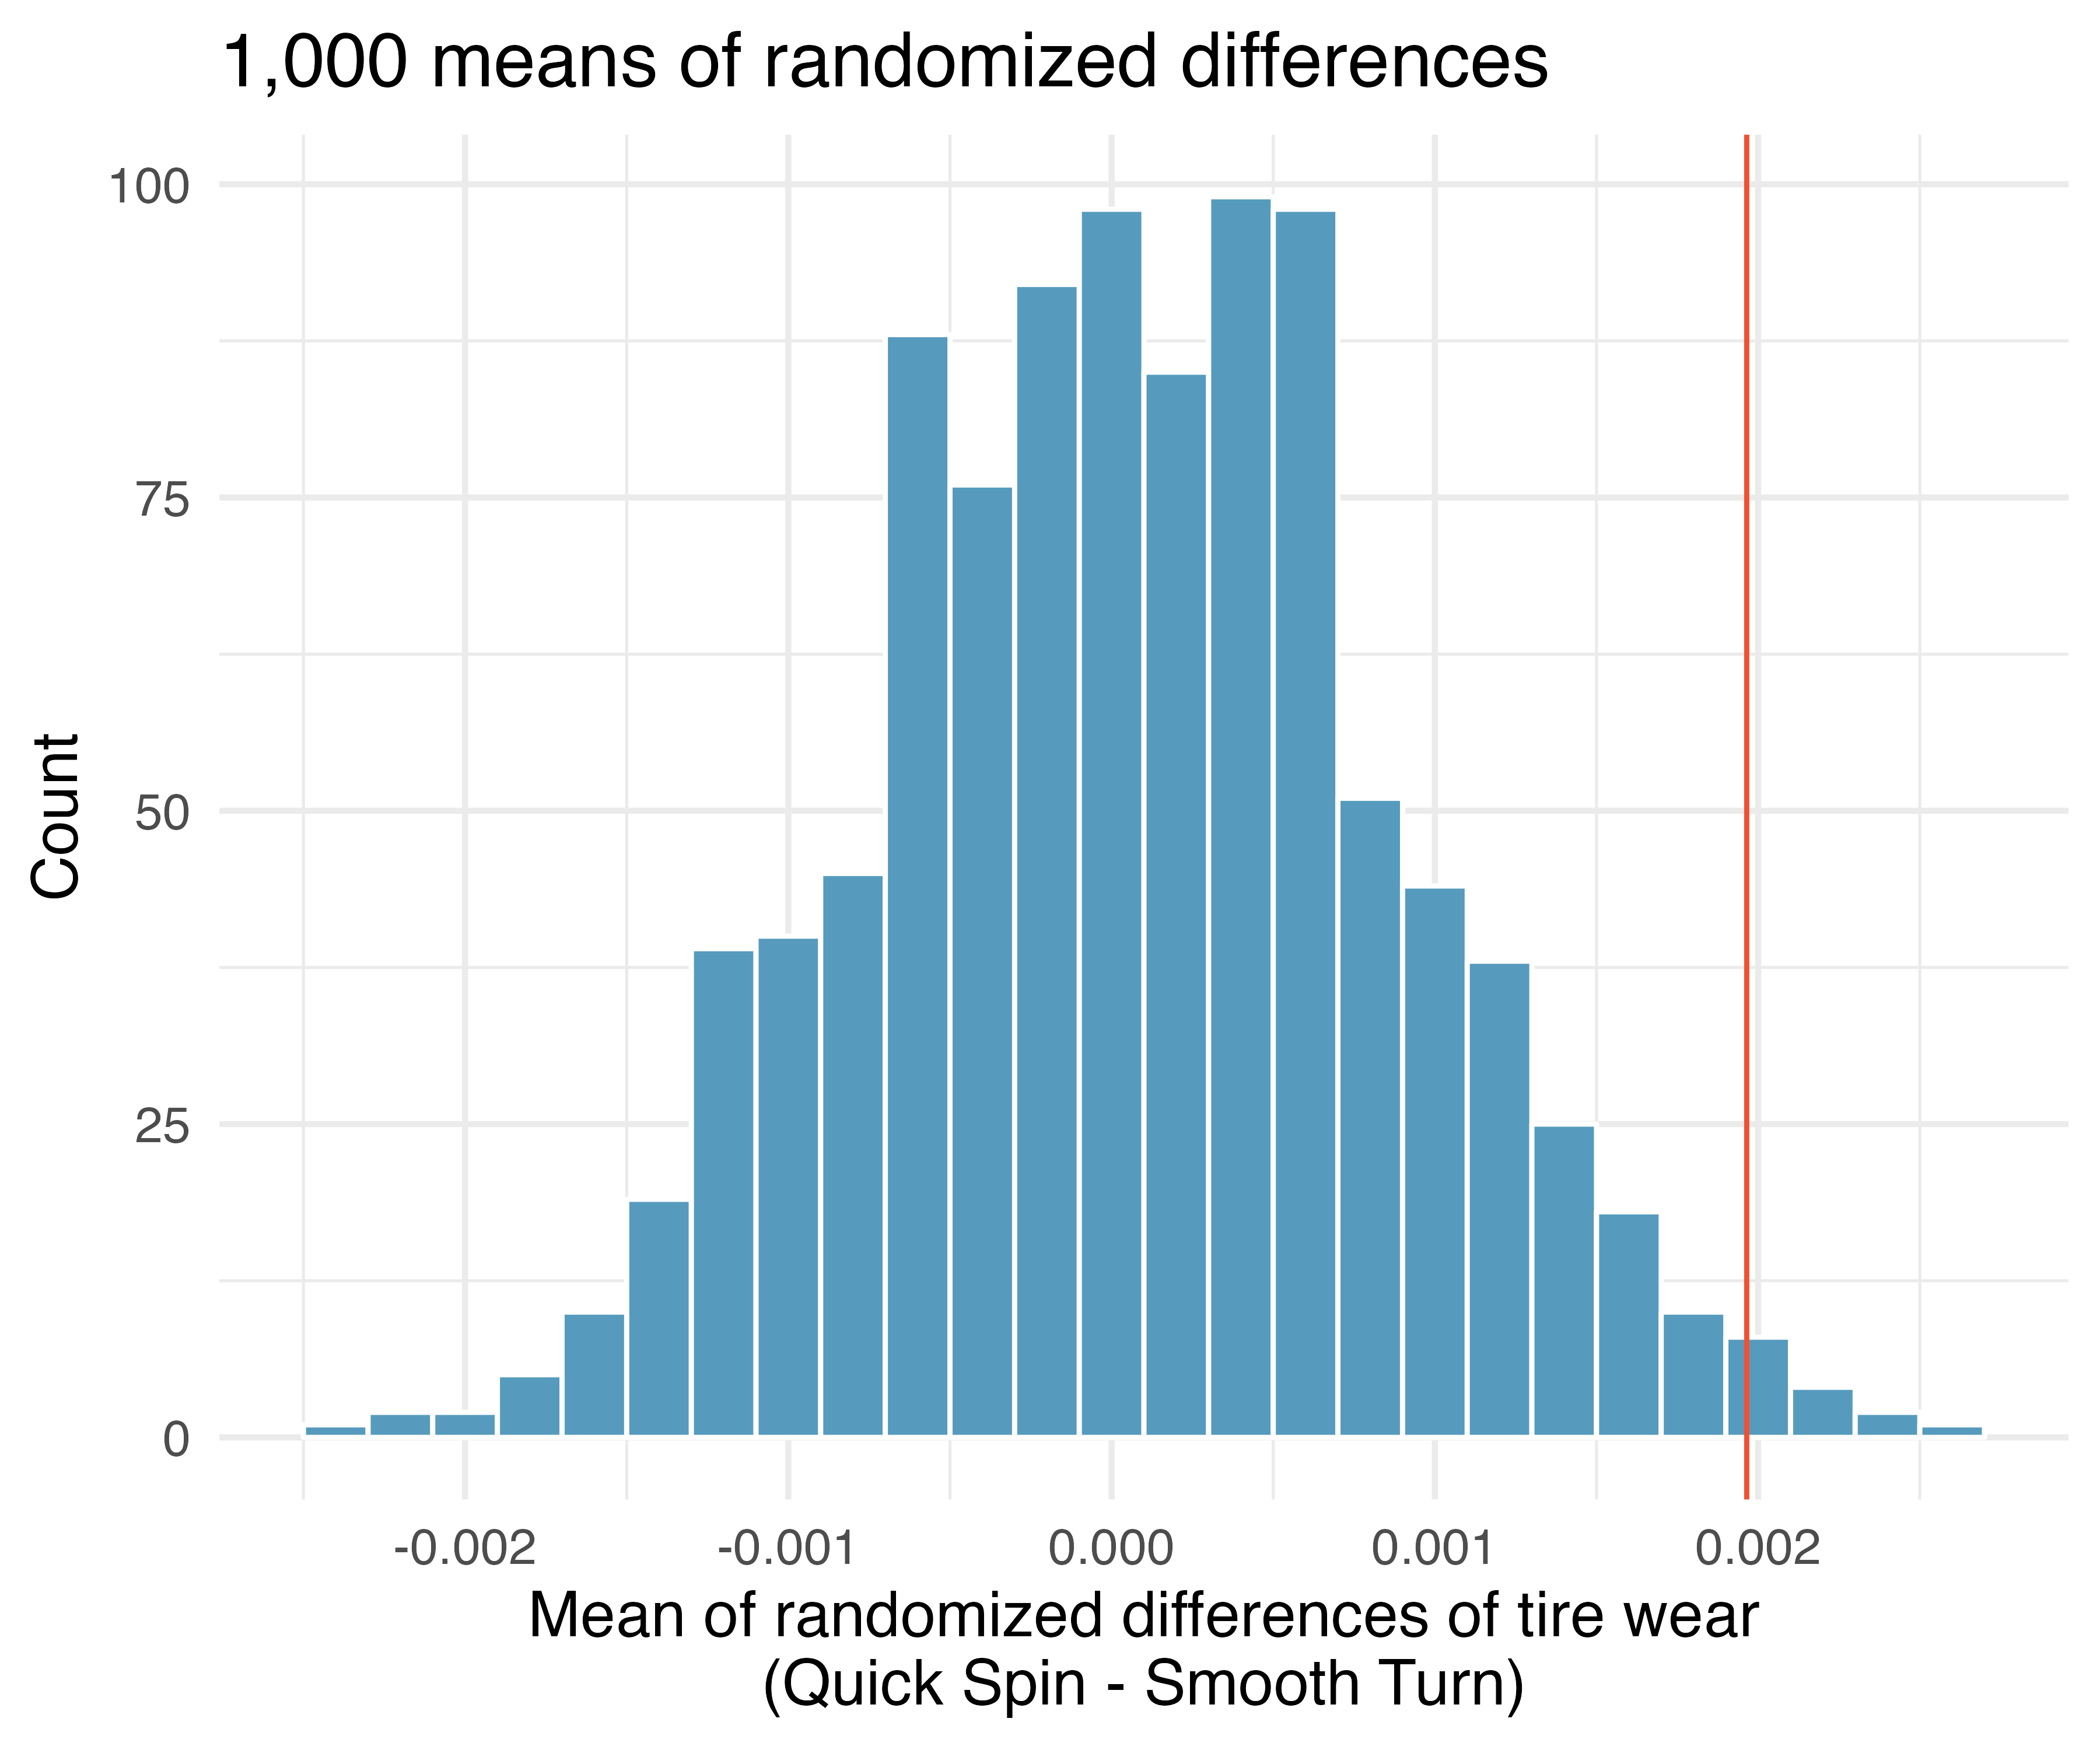 1,000 means of randomized differences
100
75
50
25
0
Count
-0.002
-0.001
0.000
0.001
0.002
Mean of randomized differences of tire wear
(Quick Spin - Smooth Turn)